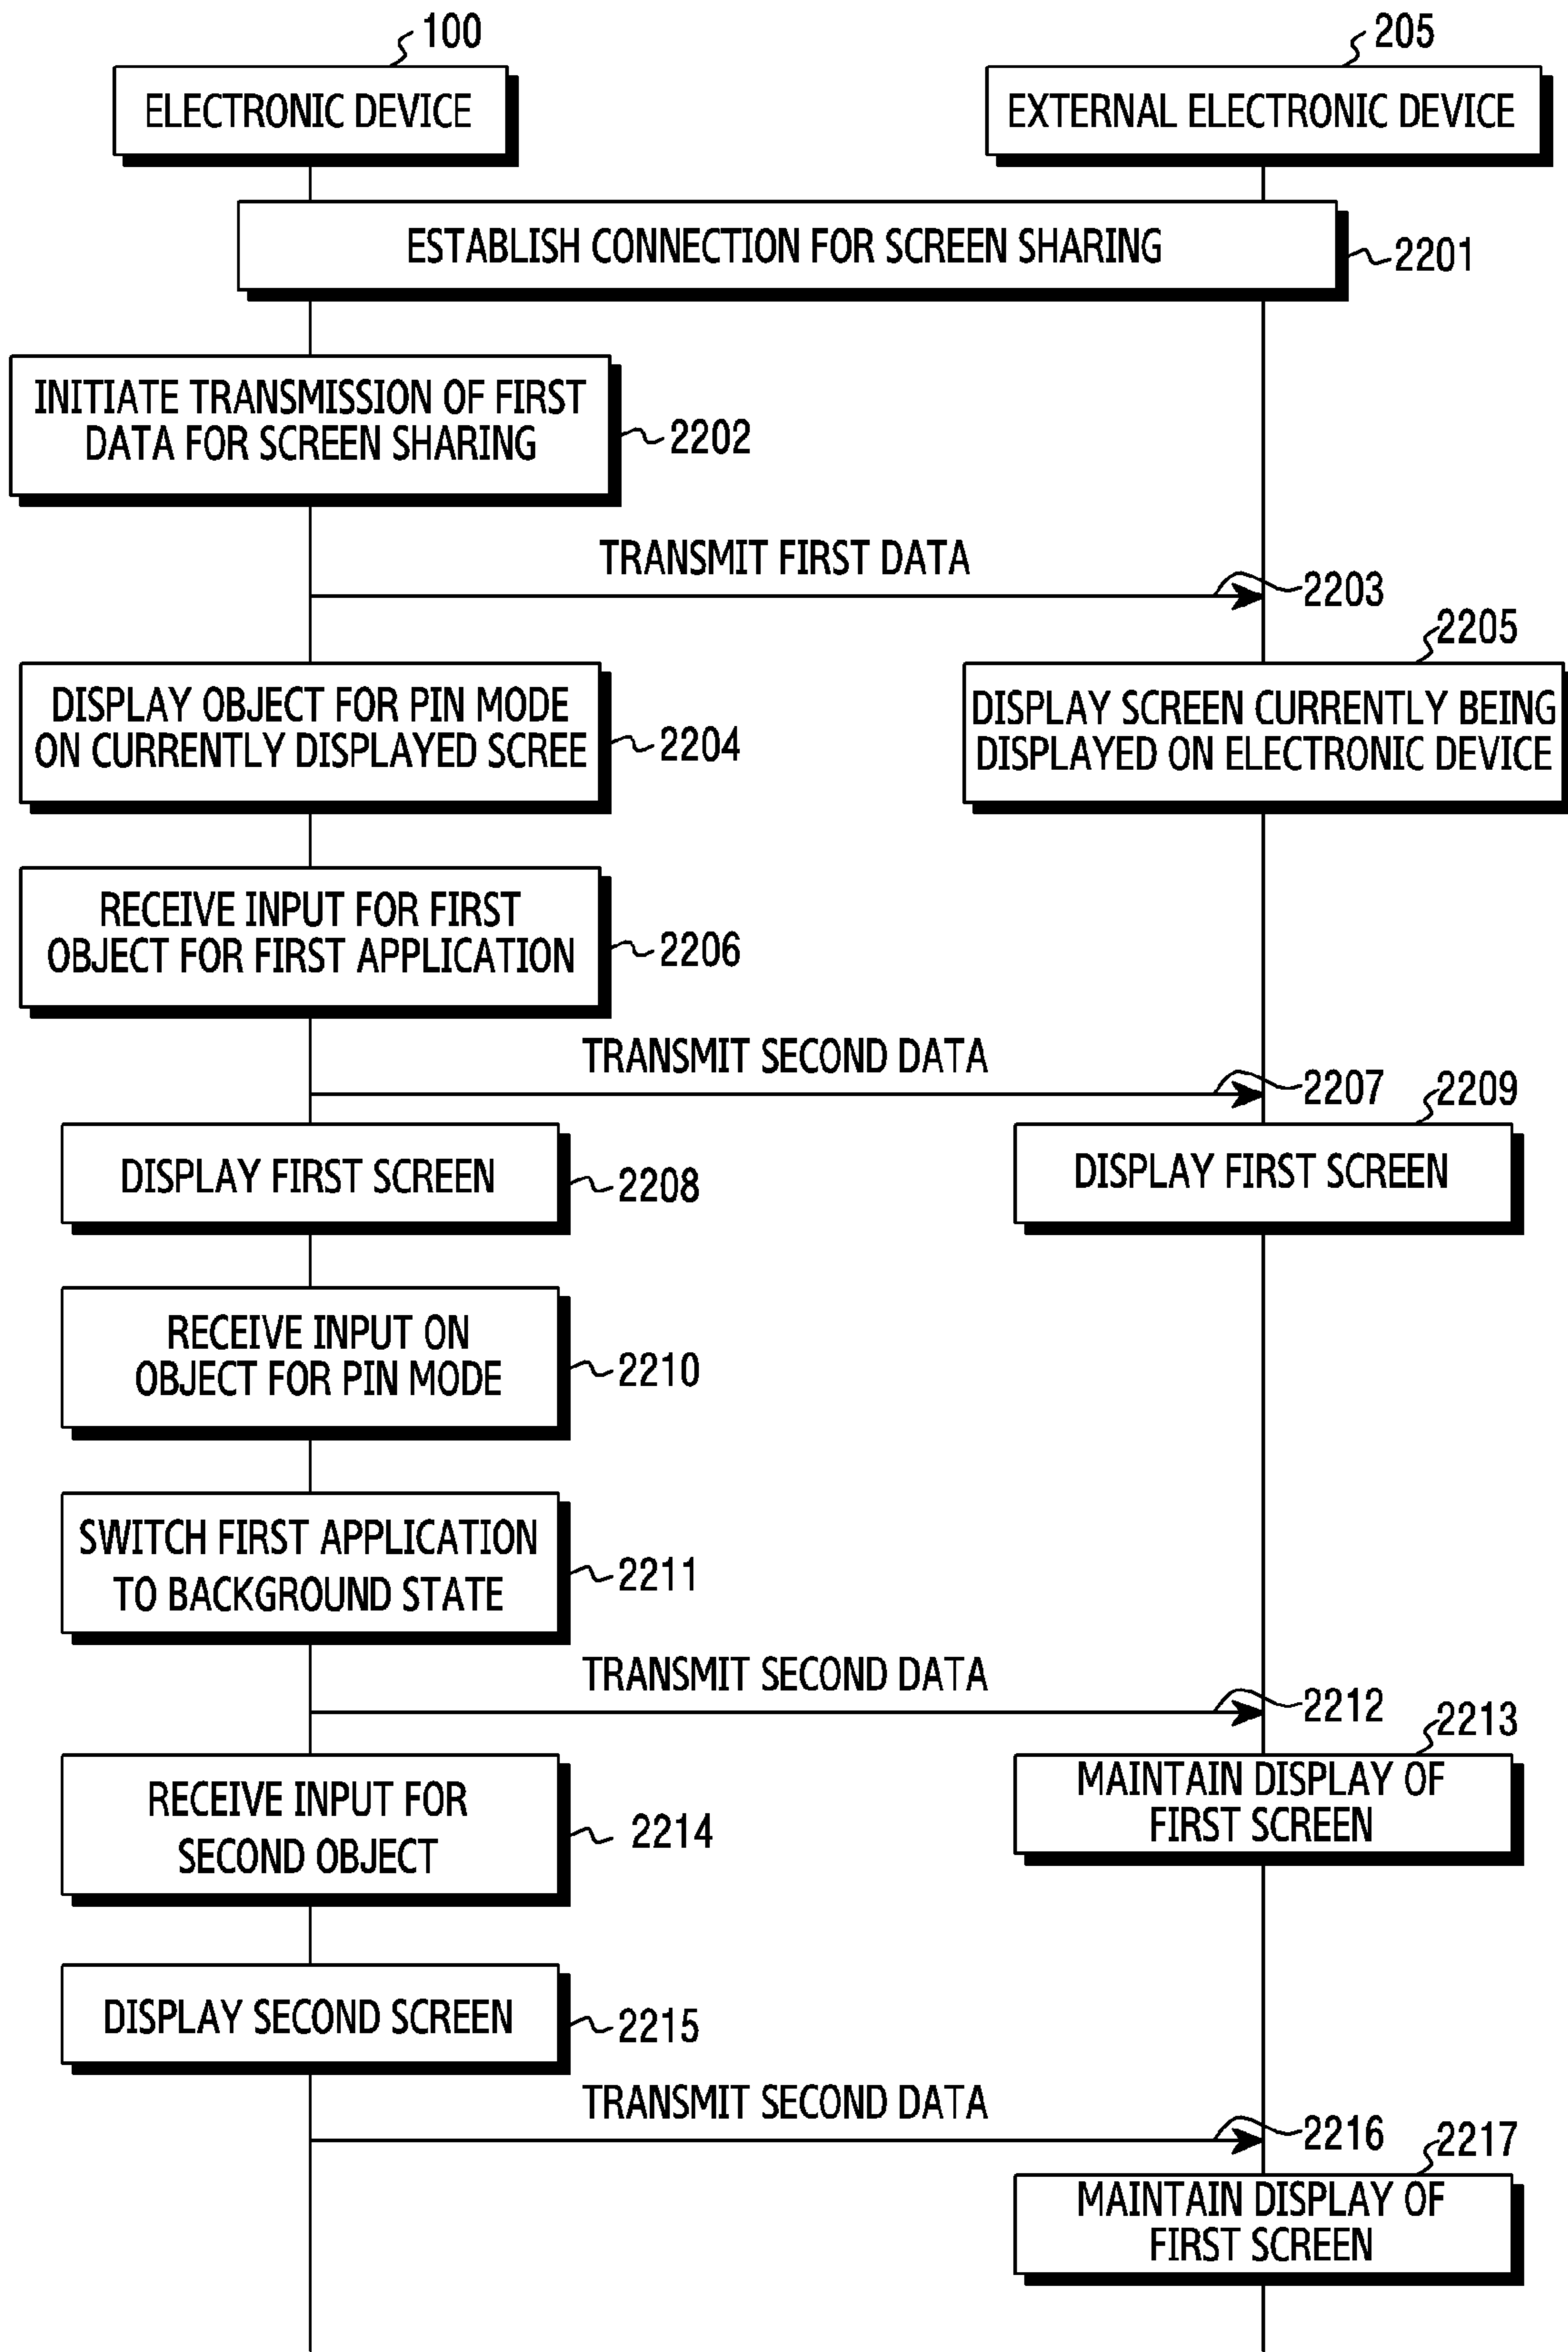 100
205
ELECTRONIC DEVICE
EXTERNAL ELECTRONIC DEVICE
ESTABLISH CONNECTION FOR SCREEN SHARING
2201
INITIATE TRANSMISSION OF FIRST
DATA FOR SCREEN SHARING
2202
TRANSMIT FIRST DATA
2203
2205
DISPLAY OBJECT FOR PIN MODE
ON CURRENTLY DISPLAYED SCREE
2204
DISPLAY SCREEN CURRENTLY BEING
DISPLAYED ON ELECTRONIC DEVICE
RECEIVE INPUT FOR FIRST
OBJECT FOR FIRST APPLICATION
2206
TRANSMIT SECOND DATA
2207
2209
DISPLAY FIRST SCREEN
2208
DISPLAY FIRST SCREEN
RECEIVE INPUT ON
OBJECT FOR PIN MODE
2210
SWITCH FIRST APPLICATION
TO BACKGROUND STATE
2211
TRANSMIT SECOND DATA
2212
2213
RECEIVE INPUT FOR
SECOND OBJECT
2214
MAINTAIN DISPLAY OF
FIRST SCREEN
DISPLAY SECOND SCREEN
2215
TRANSMIT SECOND DATA
2216
2217
MAINTAIN DISPLAY OF
FIRST SCREEN